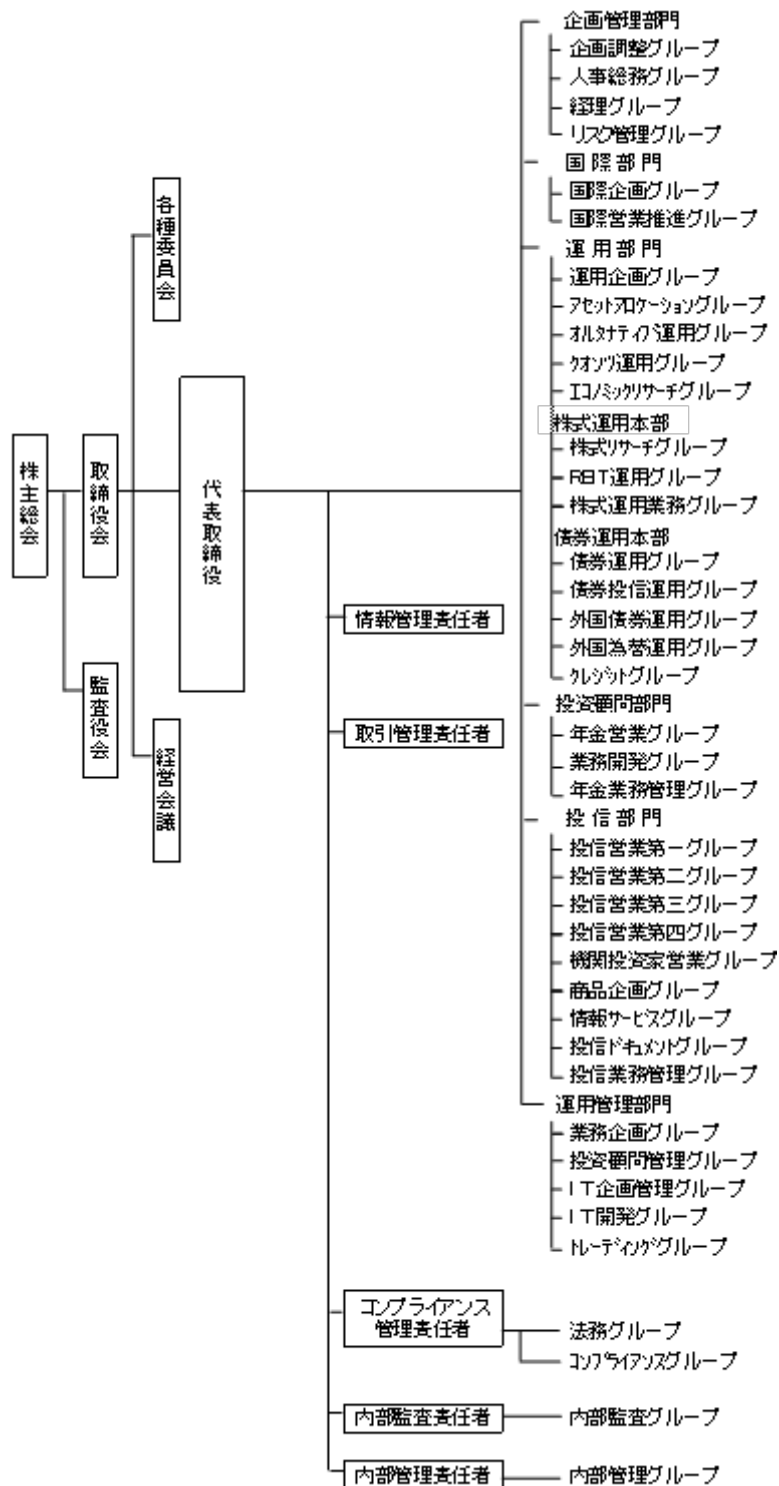 株主総会
取締役会
監査役会
各種委員会
経営会議
代表取締役
情報管理責任者
取引管理責任者
コンプライアンス
管理責任者
内部監査責任者
内部管理責任者
企画管理部門
企画調整グループ
人事総務グループ
経理グループ
リスク管理グループ
国際部門
国際企画グループ
国際営業推進グループ
運用部門
運用企画グループ
アセットアロケーショングループ
オルタナティブ運用グループ
クオンツ運用グループ
エコノミックリサーチグループ
株式運用本部
株式リサーチグループ
REIT運用グループ
株式運用業務グループ
債券運用本部
債券運用グループ
債券投信運用グループ
外国債券運用グループ
外国為替運用グループ
クレジットグループ
投資顧問部門
年金営業グループ
業務開発グループ
年金業務管理グループ
投信部門
投信営業第一グループ
投信営業第二グループ
投信営業第三グループ
投信営業第四グループ
機関投資家営業グループ
商品企画グループ
情報サービスグループ
投信ドキュメントグループ
投信業務管理グループ
運用管理部門
業務企画グループ
投資顧問管理グループ
IT企画管理グループ
IT開発グループ
トレーディンググループ
法務グループ
コンプライアンスグループ
内部監査グループ
内部管理グループ